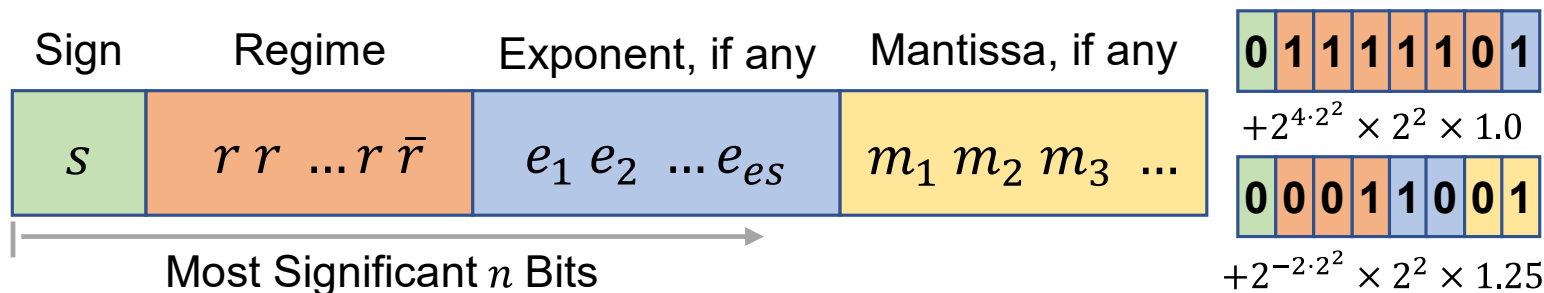 Sign Regime Exponent, if any Mantissa, if any
s r r … r r̄ e₁ e₂ … eₑₛ m₁ m₂ m₃ …
Most Significant n Bits
0 1 1 1 1 1 0 1
+2^{4·2^2} × 2^2 × 1.0
0 0 0 1 1 0 0 1
+2^{-2·2^2} × 2^2 × 1.25